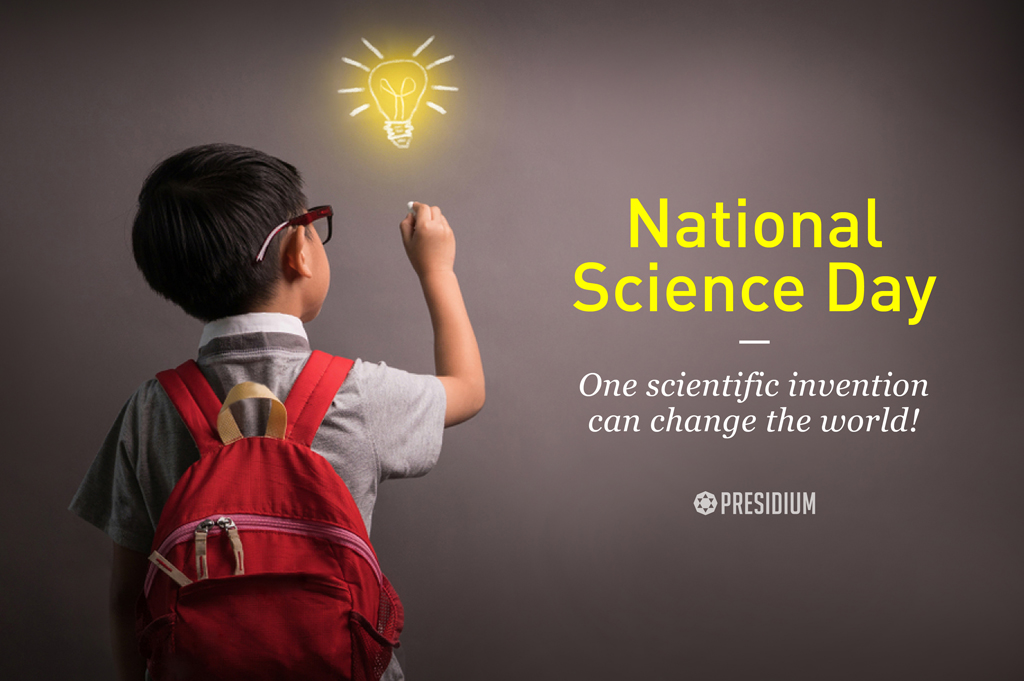 National
Science Day
One scientific invention
can change the world!
PRESIDIUM